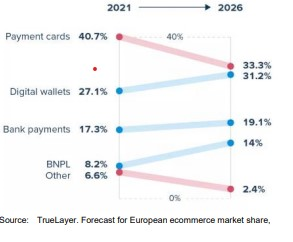 2021 2026
Payment cards 40.7% 40% 33.3%
31.2%
Digital wallets 27.1%
Bank payments 17.3% 19.1%
14%
BNPL 8.2%
Other 6.6%
2.4%
0%
Source: TrueLayer. Forecast for European ecommerce market share,